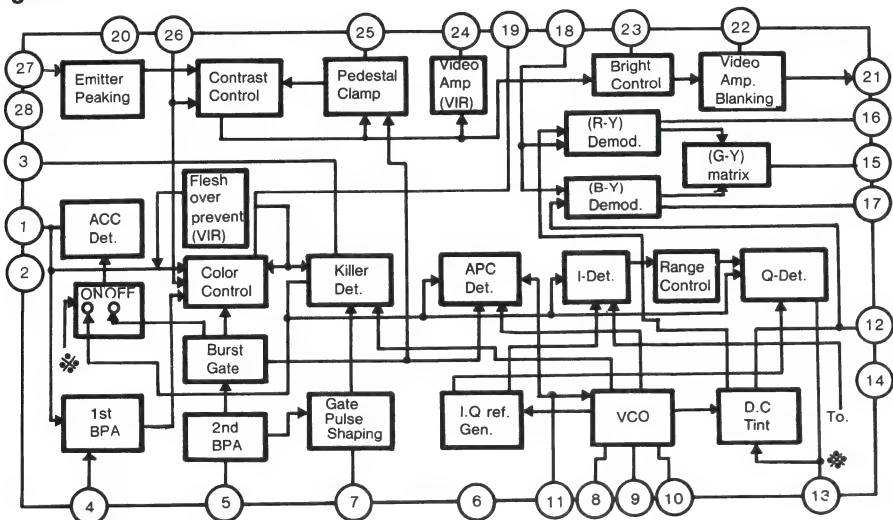 20
26
25
24
19
18
23
22
27
28
3
1
2
21
16
15
17
12
14
Emitter
Peaking
Contrast
Control
Pedestal
Clamp
Video
Amp
(VIR)
Bright
Control
Video
Amp.
Blanking
(R-Y)
Demod.
(G-Y)
matrix
(B-Y)
Demod.
Flesh
over
prevent
(VIR)
ACC
Det.
ON OFF
Color
Control
Killer
Det.
APC
Det.
I-Det.
Range
Control
Q-Det.
Burst
Gate
1st
BPA
2nd
BPA
Gate
Pulse
Shaping
I.Q ref.
Gen.
VCO
D.C
Tint
To.
※
※
4
5
7
6
11
8
9
10
13